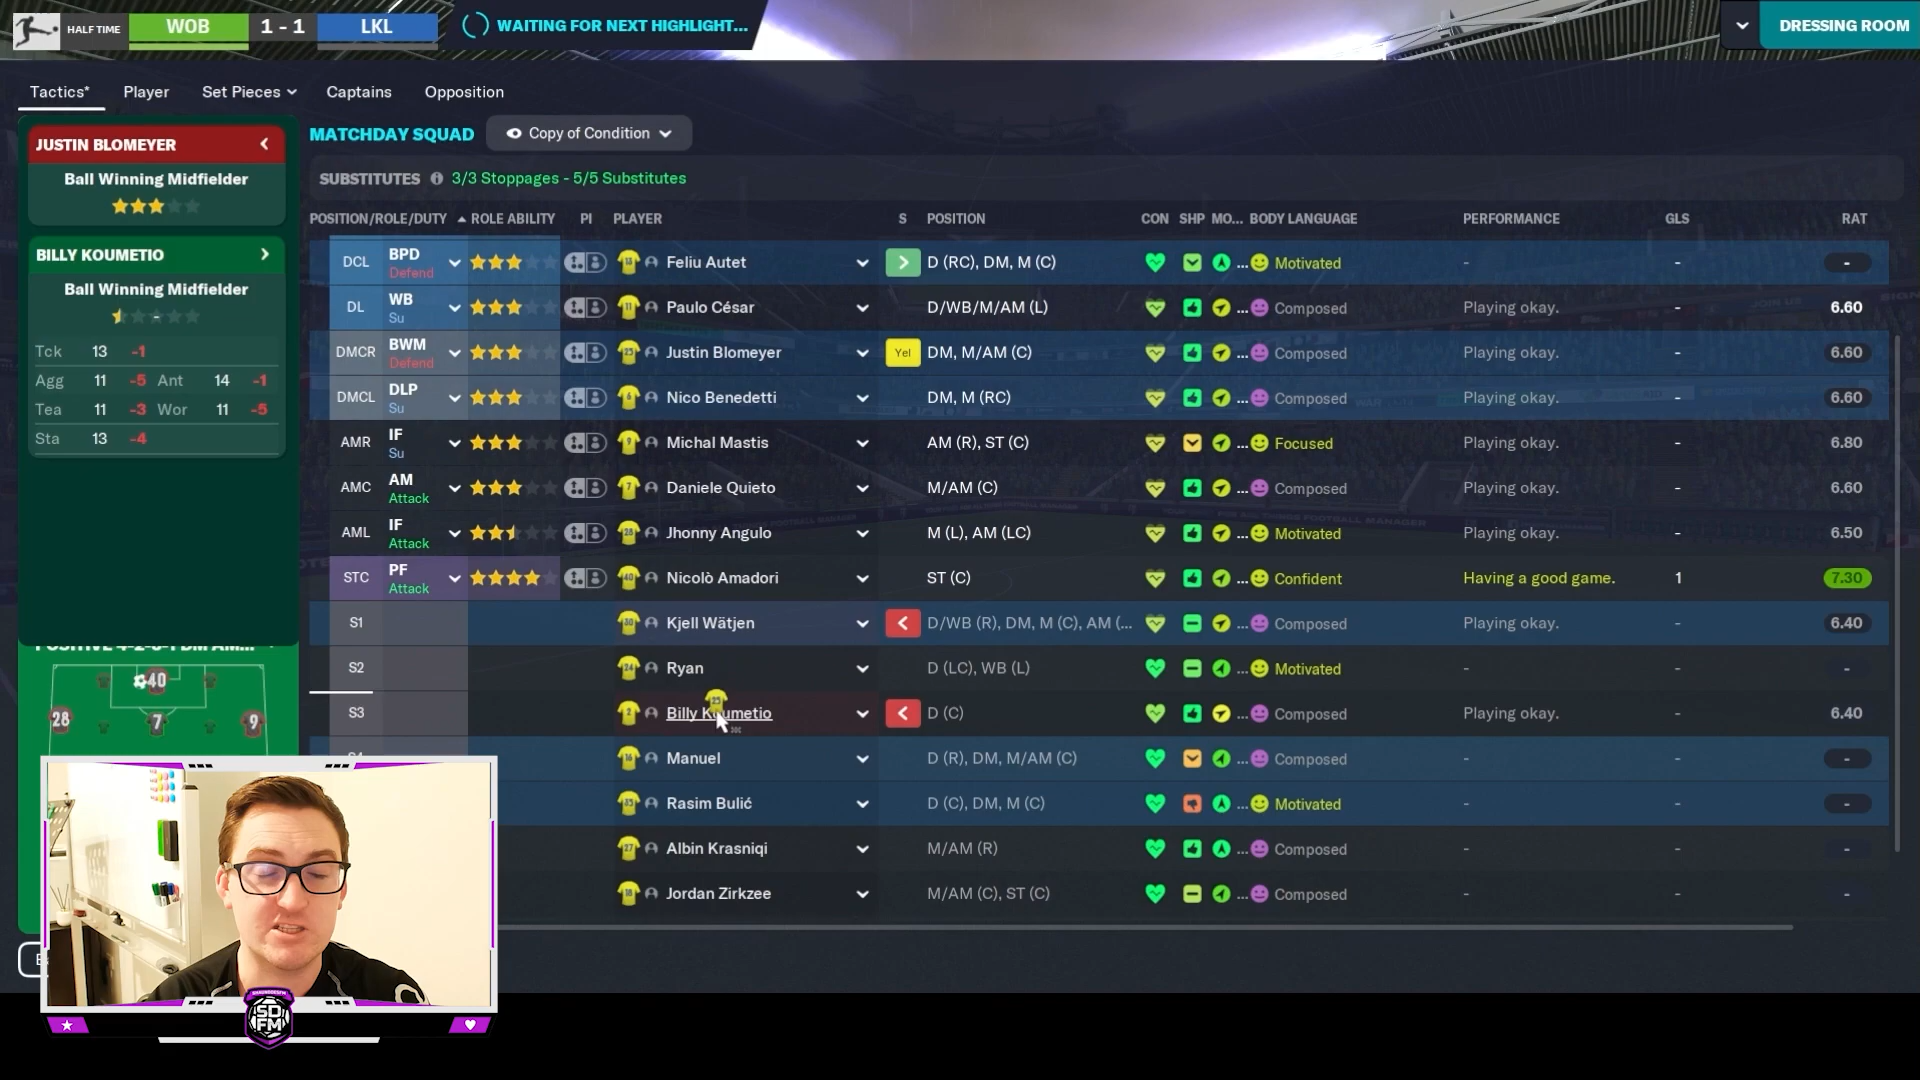 HALF TIME WOB 1 - 1 LKL WAITING FOR NEXT HIGHLIGHT... DRESSING ROOM
Tactics* Player Set Pieces Captains Opposition
JUSTIN BLOMEYER
Ball Winning Midfielder
BILLY KOUMETIO
Ball Winning Midfielder
Tck 13 -1
Agg 11 -5 Ant 14 -1
Tea 11 -3 Wor 11 -5
Sta 13 -4
28 40 7 9
MATCHDAY SQUAD Copy of Condition
SUBSTITUTES 3/3 Stoppages - 5/5 Substitutes
POSITION/ROLE/DUTY ROLE ABILITY PI PLAYER S POSITION CON SHP MO... BODY LANGUAGE PERFORMANCE GLS RAT
DCL BPD Defend Feliu Autet D (RC), DM, M (C) ... Motivated - - -
DL WB Su Paulo César D/WB/M/AM (L) ... Composed Playing okay. - 6.60
DMCR BWM Defend Justin Blomeyer Yel DM, M/AM (C) ... Composed Playing okay. - 6.60
DMCL DLP Su Nico Benedetti DM, M (RC) ... Composed Playing okay. - 6.60
AMR IF Su Michal Mastis AM (R), ST (C) ... Focused Playing okay. - 6.80
AMC AM Attack Daniele Quieto M/AM (C) ... Composed Playing okay. - 6.60
AML IF Attack Jhonny Angulo M (L), AM (LC) ... Motivated Playing okay. - 6.50
STC PF Attack Nicolò Amadori ST (C) ... Confident Having a good game. 1 7.30
S1 Kjell Wätjen D/WB (R), DM, M (C), AM (... ... Composed Playing okay. - 6.40
S2 Ryan D (LC), WB (L) ... Motivated - - -
S3 Billy Koumetio D (C) ... Composed Playing okay. - 6.40
Manuel D (R), DM, M/AM (C) ... Composed - - -
Rasim Bulić D (C), DM, M (C) ... Motivated - - -
Albin Krasniqi M/AM (R) ... Composed - - -
Jordan Zirkzee M/AM (C), ST (C) ... Composed - - -
SD
FM